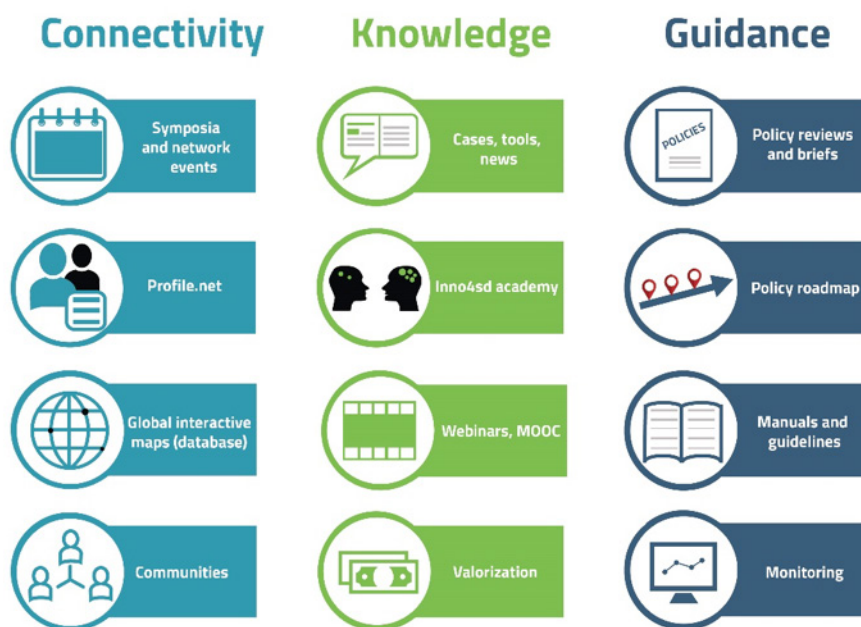 Connectivity
Knowledge
Guidance
Symposia
and network
events
Cases, tools,
news
POLICIES
Policy reviews
and briefs
Profile.net
Inno4sd academy
Policy roadmap
Global interactive
maps (database)
Webinars, MOOC
Manuals and
guidelines
Communities
Valorization
Monitoring